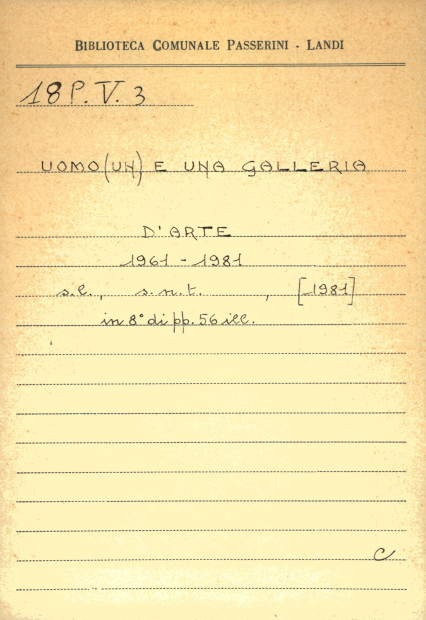 BIBLIOTECA COMUNALE PASSERINI - LANDI
18 P. V. 3
UOMO (UN) E UNA GALLERIA
D'ARTE
1961 - 1981
s.l., s.n.t. , [1981]
in 8° di pp. 56 ill.
C